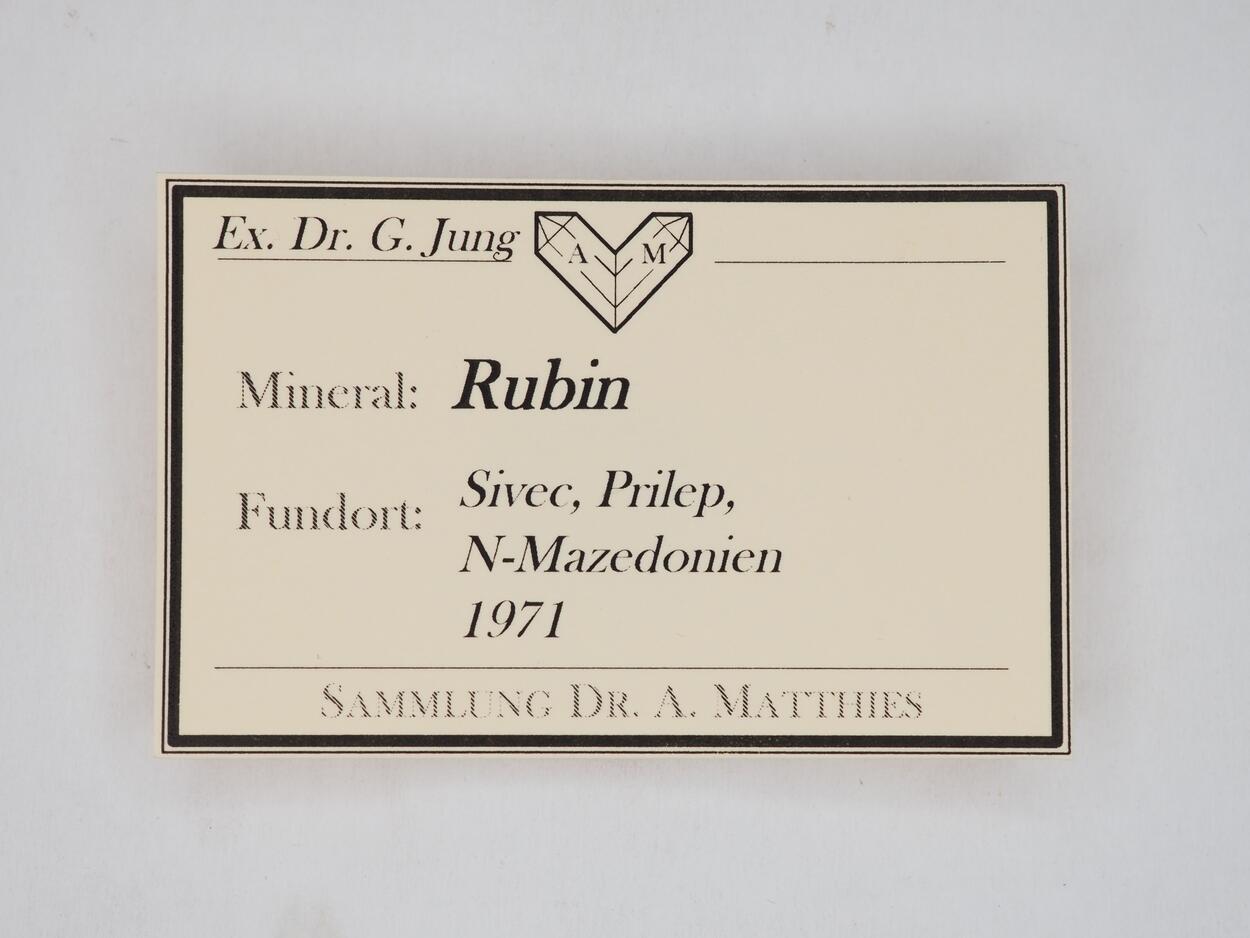 Ex. Dr. G. Jung
A M
Mineral: Rubin
Fundort: Sivec, Prilep,
N-Mazedonien
1971
SAMMLUNG DR. A. MATTHIES